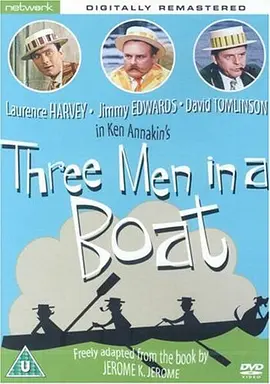 network
DIGITALLY REMASTERED
Laurence HARVEY • Jimmy EDWARDS • David TOMLINSON
in Ken Annakin's
Three Men in a
Boat
Freely adapted from the book by
JEROME K. JEROME
U
DVD
VIDEO